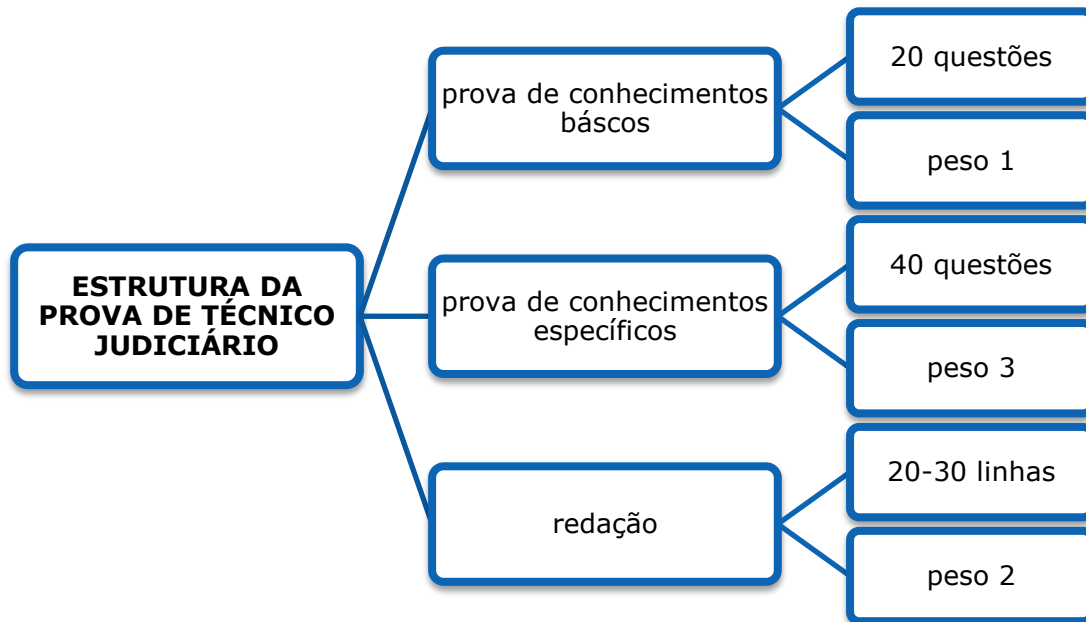 ESTRUTURA DA
PROVA DE TÉCNICO
JUDICIÁRIO
prova de conhecimentos
báscos
20 questões
peso 1
prova de conhecimentos
específicos
40 questões
peso 3
redação
20-30 linhas
peso 2